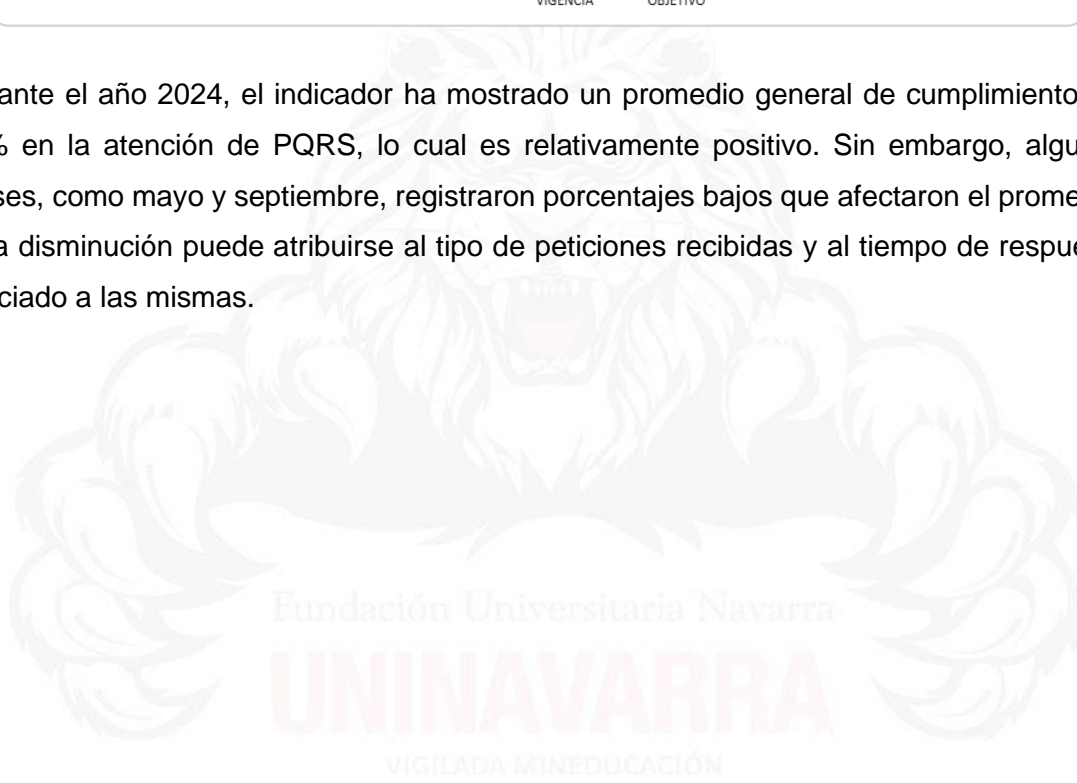 VIGENCIA OBJETIVO
ante el año 2024, el indicador ha mostrado un promedio general de cumplimiento
% en la atención de PQRS, lo cual es relativamente positivo. Sin embargo, algu
ses, como mayo y septiembre, registraron porcentajes bajos que afectaron el prome
a disminución puede atribuirse al tipo de peticiones recibidas y al tiempo de respue
ciado a las mismas.
Fundación Universitaria Navarra
UNINAVARRA
VIGILADA MINEDUCACIÓN